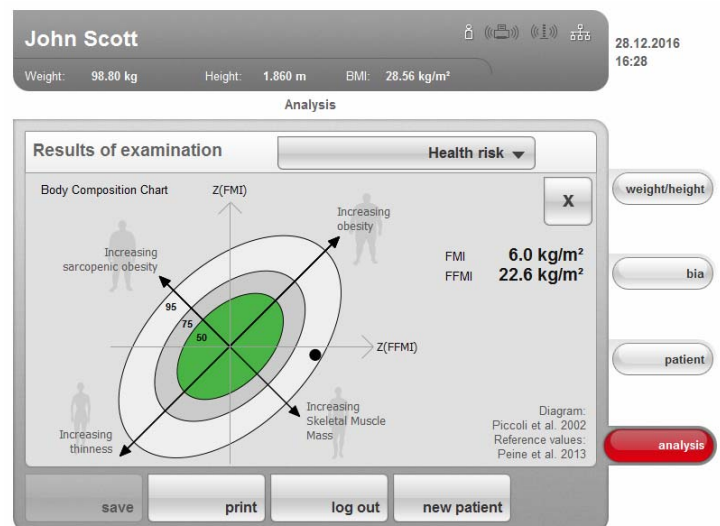 John Scott
Weight: 98.80 kg Height: 1.860 m BMI: 28.56 kg/m²
28.12.2016
16:28
Analysis
Results of examination
Health risk
Body Composition Chart
Z(FMI)
X
Increasing
obesity
Increasing
sarcopenic obesity
FMI 6.0 kg/m²
FFMI 22.6 kg/m²
95
75
50
Z(FFMI)
Increasing
Skeletal Muscle
Mass
Increasing
thinness
Diagram:
Piccoli et al. 2002
Reference values:
Peine et al. 2013
weight/height
bia
patient
analysis
save
print
log out
new patient